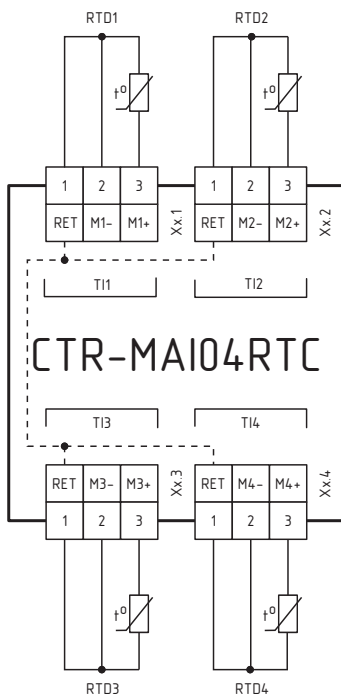 RTD1 RTD2
t° t°
1 2 3 1 2 3
RET M1- M1+ Xx.1 RET M2- M2+ Xx.2
TI1 TI2
CTR-MAI04RTC
TI3 TI4
RET M3- M3+ Xx.3 RET M4- M4+ Xx.4
1 2 3 1 2 3
t° t°
RTD3 RTD4